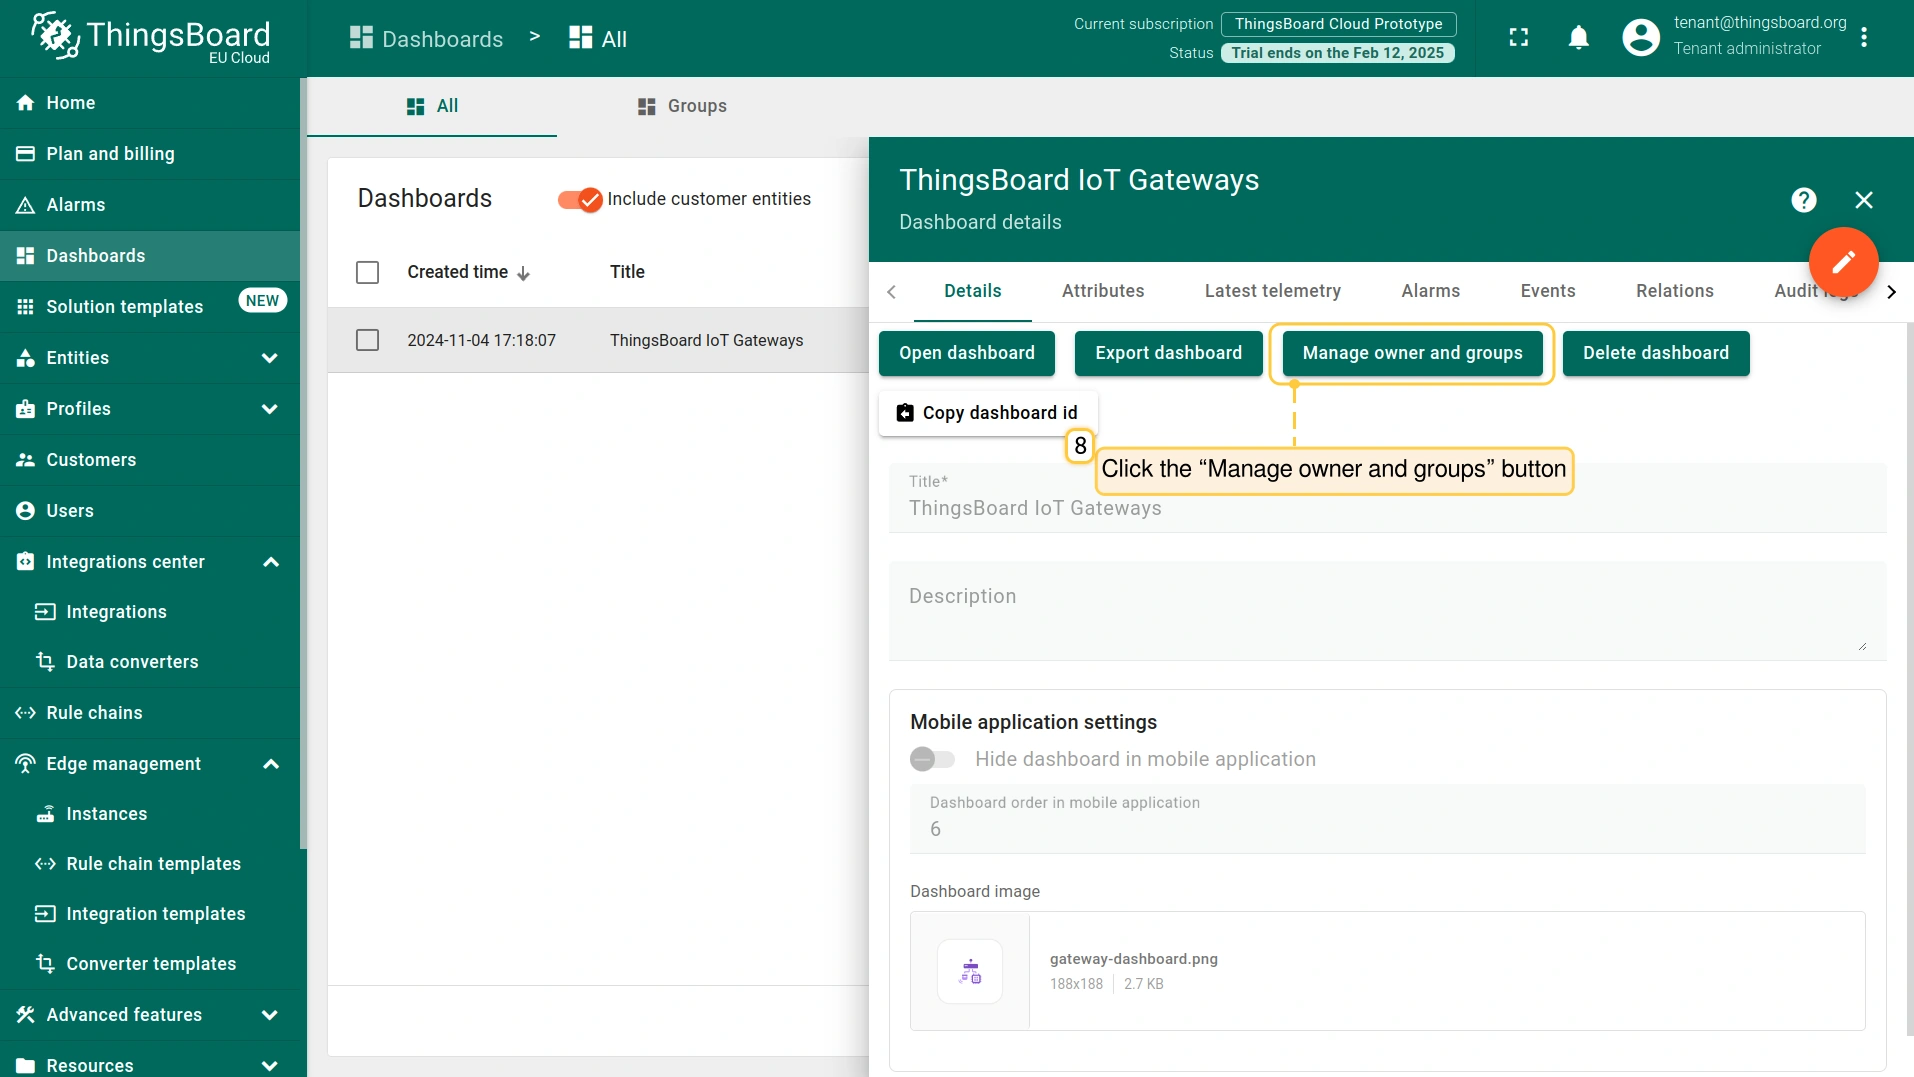 ThingsBoard
EU Cloud
Dashboards > All
Current subscription ThingsBoard Cloud Prototype
Status Trial ends on the Feb 12, 2025
tenant@thingsboard.org
Tenant administrator
Home
Plan and billing
Alarms
Dashboards
Solution templates NEW
Entities
Profiles
Customers
Users
Integrations center
Integrations
Data converters
Rule chains
Edge management
Instances
Rule chain templates
Integration templates
Converter templates
Advanced features
Resources
All Groups
Dashboards Include customer entities
Created time Title
2024-11-04 17:18:07 ThingsBoard IoT Gateways
ThingsBoard IoT Gateways
Dashboard details
Details Attributes Latest telemetry Alarms Events Relations Audit logs
Open dashboard Export dashboard Manage owner and groups Delete dashboard
Copy dashboard id
8
Click the “Manage owner and groups” button
Title*
ThingsBoard IoT Gateways
Description
Mobile application settings
Hide dashboard in mobile application
Dashboard order in mobile application
6
Dashboard image
gateway-dashboard.png
188x188 2.7 KB